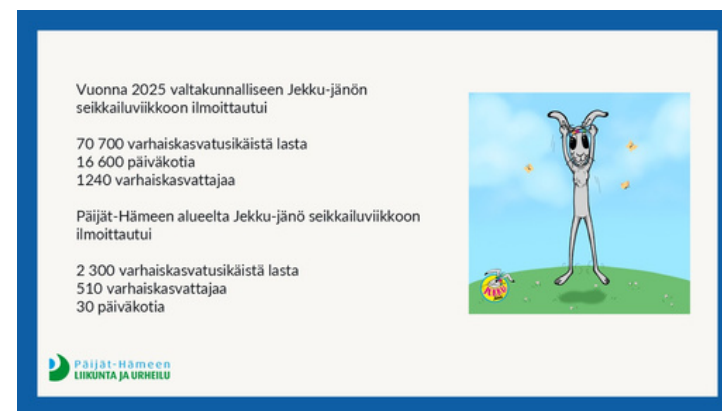 Vuonna 2025 valtakunnalliseen Jekku-jänön
seikkailuviikkoon ilmoittautui
70 700 varhaiskasvatusikäistä lasta
16 600 päiväkotia
1240 varhaiskasvattajaa
Päijät-Hämeen alueelta Jekku-jänö seikkailuviikkoon
ilmoittautui
2 300 varhaiskasvatusikäistä lasta
510 varhaiskasvattajaa
30 päiväkotia
Päijät-Hämeen
LIIKUNTA JA URHEILU